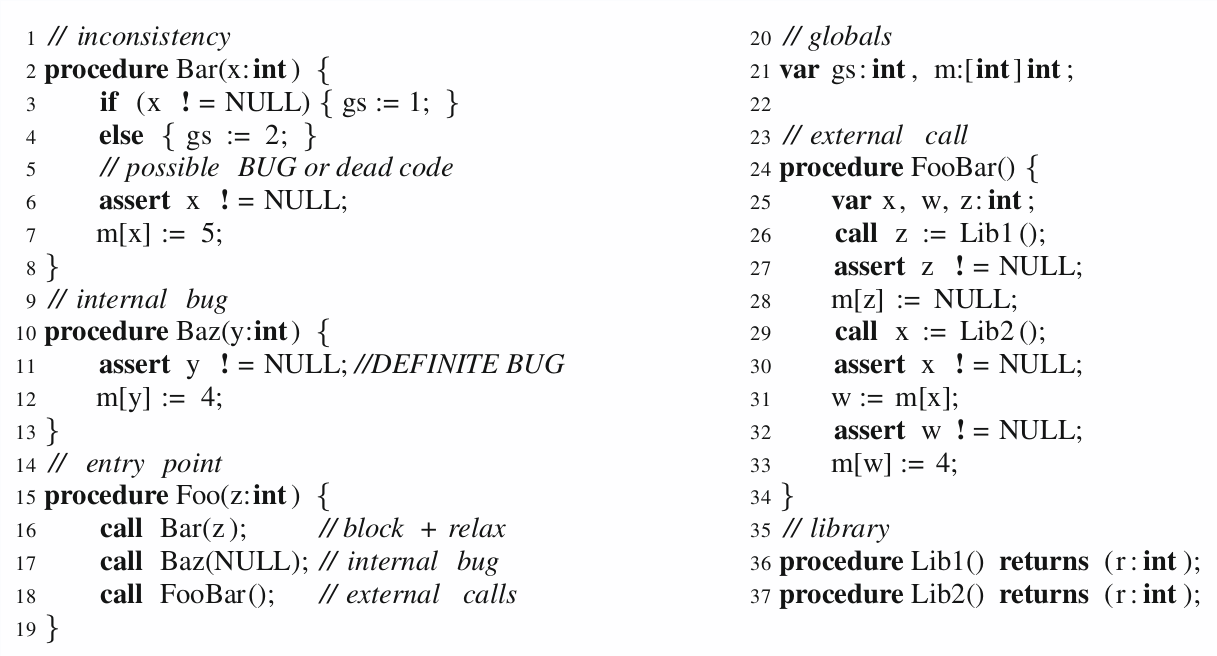 1 // inconsistency
2 procedure Bar(x:int) {
3 if (x != NULL) { gs := 1; }
4 else { gs := 2; }
5 // possible BUG or dead code
6 assert x != NULL;
7 m[x] := 5;
8 }
9 // internal bug
10 procedure Baz(y:int) {
11 assert y != NULL; //DEFINITE BUG
12 m[y] := 4;
13 }
14 // entry point
15 procedure Foo(z:int) {
16 call Bar(z); // block + relax
17 call Baz(NULL); // internal bug
18 call FooBar(); // external calls
19 }
20 // globals
21 var gs:int, m:[int]int;
22
23 // external call
24 procedure FooBar() {
25 var x, w, z:int;
26 call z := Lib1();
27 assert z != NULL;
28 m[z] := NULL;
29 call x := Lib2();
30 assert x != NULL;
31 w := m[x];
32 assert w != NULL;
33 m[w] := 4;
34 }
35 // library
36 procedure Lib1() returns (r:int);
37 procedure Lib2() returns (r:int);